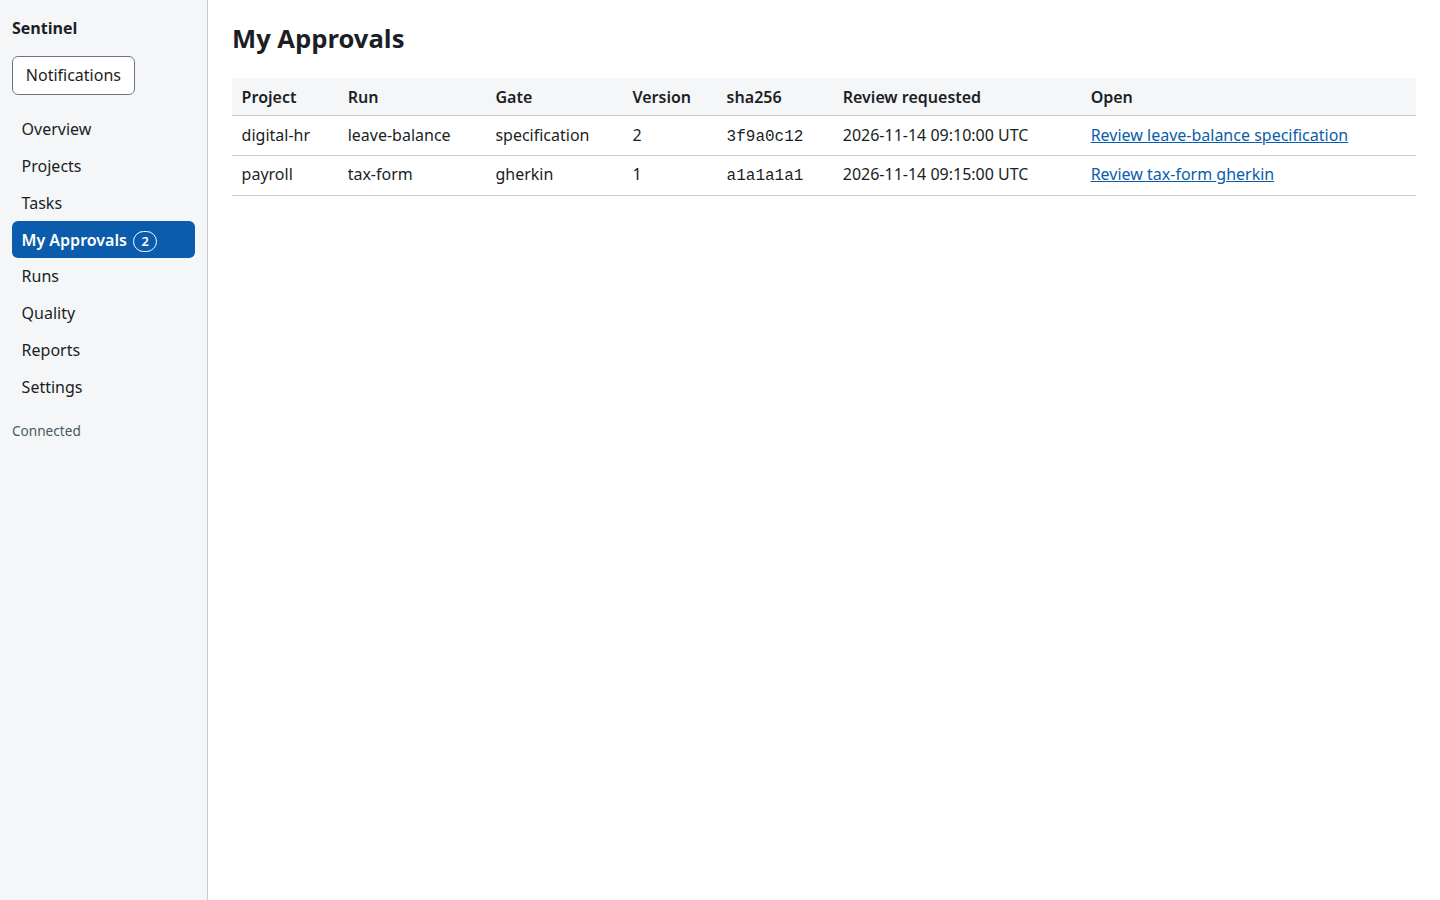 Sentinel
Notifications
Overview
Projects
Tasks
My Approvals 2
Runs
Quality
Reports
Settings
Connected
My Approvals
Project Run Gate Version sha256 Review requested Open
digital-hr leave-balance specification 2 3f9a0c12 2026-11-14 09:10:00 UTC Review leave-balance specification
payroll tax-form gherkin 1 a1a1a1a1 2026-11-14 09:15:00 UTC Review tax-form gherkin